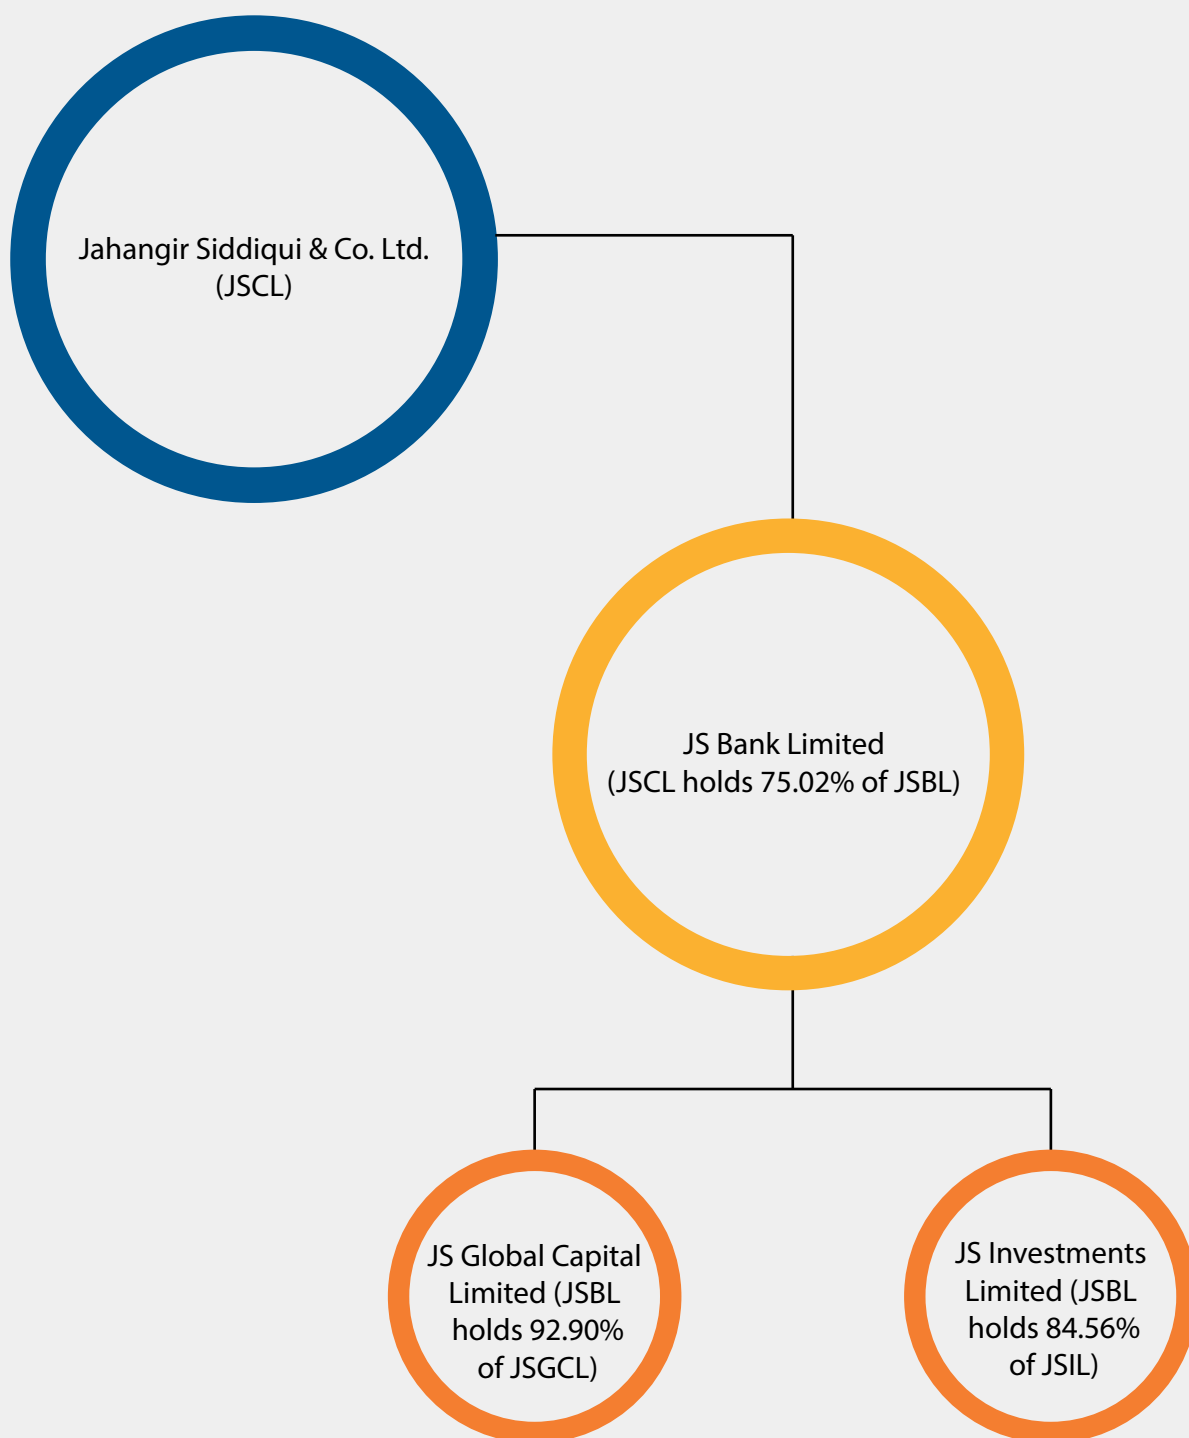 Jahangir Siddiqui & Co. Ltd.
(JSCL)
JS Bank Limited
(JSCL holds 75.02% of JSBL)
JS Global Capital
Limited (JSBL
holds 92.90%
of JSGCL)
JS Investments
Limited (JSBL
holds 84.56%
of JSIL)